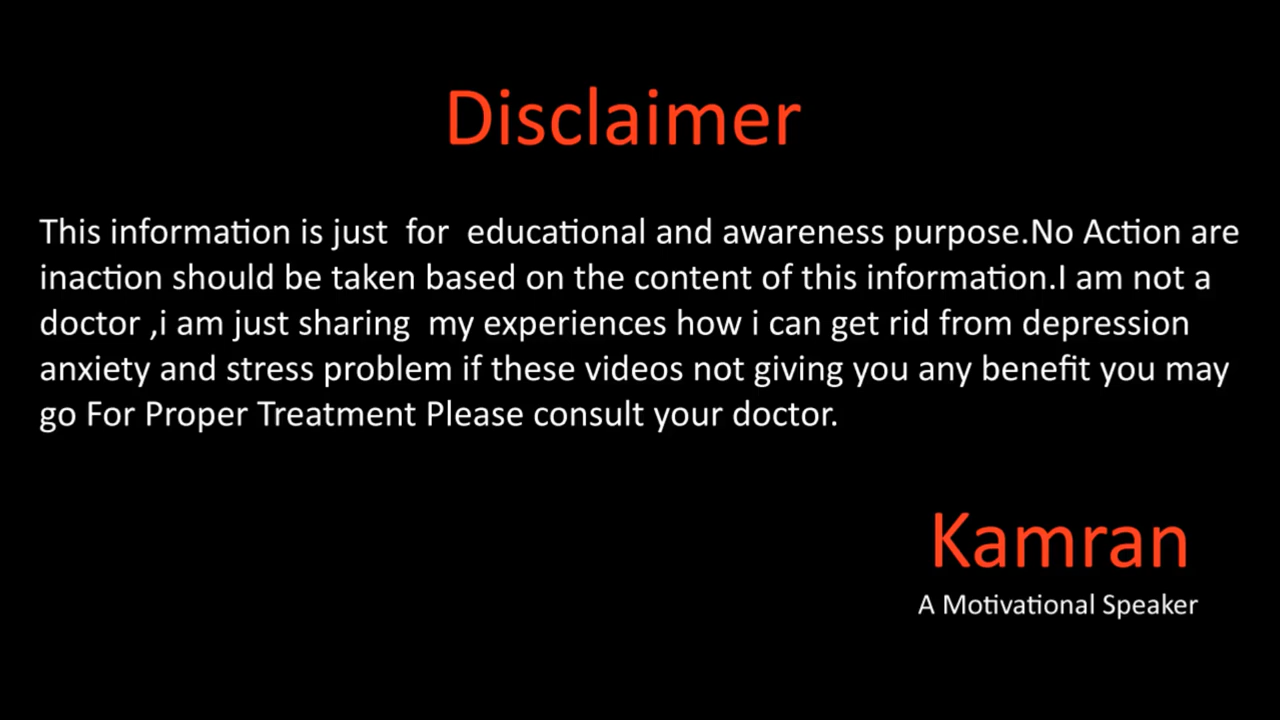 Disclaimer
This information is just  for  educational and awareness purpose.No Action are
inaction should be taken based on the content of this information.I am not a
doctor ,i am just sharing  my experiences how i can get rid from depression
anxiety and stress problem if these videos not giving you any benefit you may
go For Proper Treatment Please consult your doctor.
Kamran
A Motivational Speaker